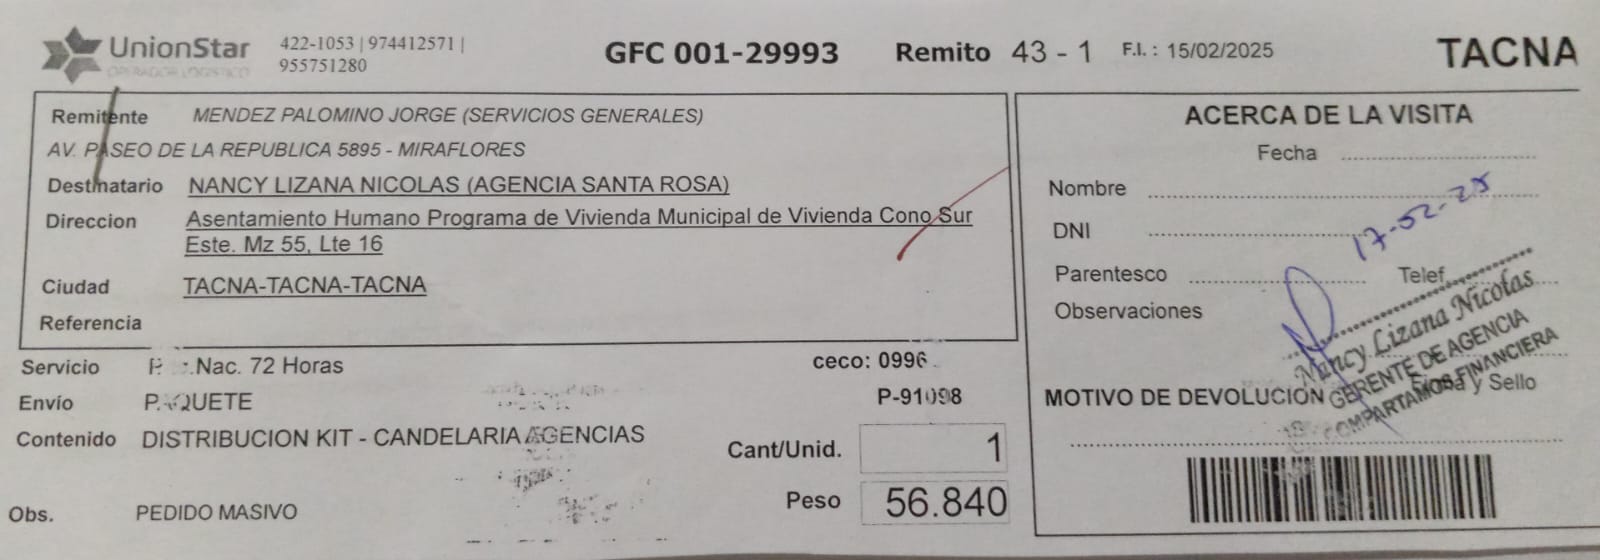 UnionStar
OPERADOR LOGISTICO
422-1053 | 974412571 |
955751280
GFC 001-29993 Remito 43 - 1 F.I. : 15/02/2025 TACNA
Remitente MENDEZ PALOMINO JORGE (SERVICIOS GENERALES)
AV. PASEO DE LA REPUBLICA 5895 - MIRAFLORES
Destinatario NANCY LIZANA NICOLAS (AGENCIA SANTA ROSA)
Direccion Asentamiento Humano Programa de Vivienda Municipal de Vivienda Cono Sur
Este. Mz 55, Lte 16
Ciudad TACNA-TACNA-TACNA
Referencia
Servicio Nac. 72 Horas ceco: 0996
Envío PAQUETE P-91098
Contenido DISTRIBUCION KIT - CANDELARIA AGENCIAS
Cant/Unid. 1
Peso 56.840
Obs. PEDIDO MASIVO
ACERCA DE LA VISITA
Fecha
Nombre
DNI
17-02-25
Parentesco Telef
Observaciones
Nancy Lizana Nicolas
GERENTE DE AGENCIA
COMPARTAMOS FINANCIERA
Firma y Sello
MOTIVO DE DEVOLUCION